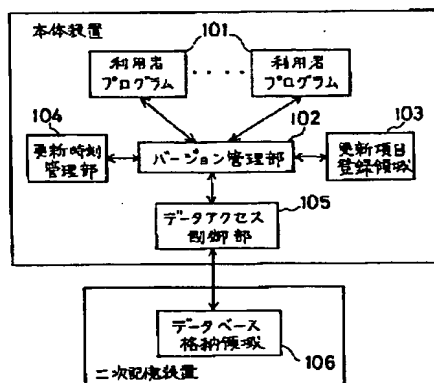 本体装置
101
利用者
プログラム
‥‥
利用者
プログラム
104
102
103
更新時刻
管理部
バージョン管理部
更新項目
登録領域
105
データアクセス
制御部
データベース
格納領域
106
二次記憶装置